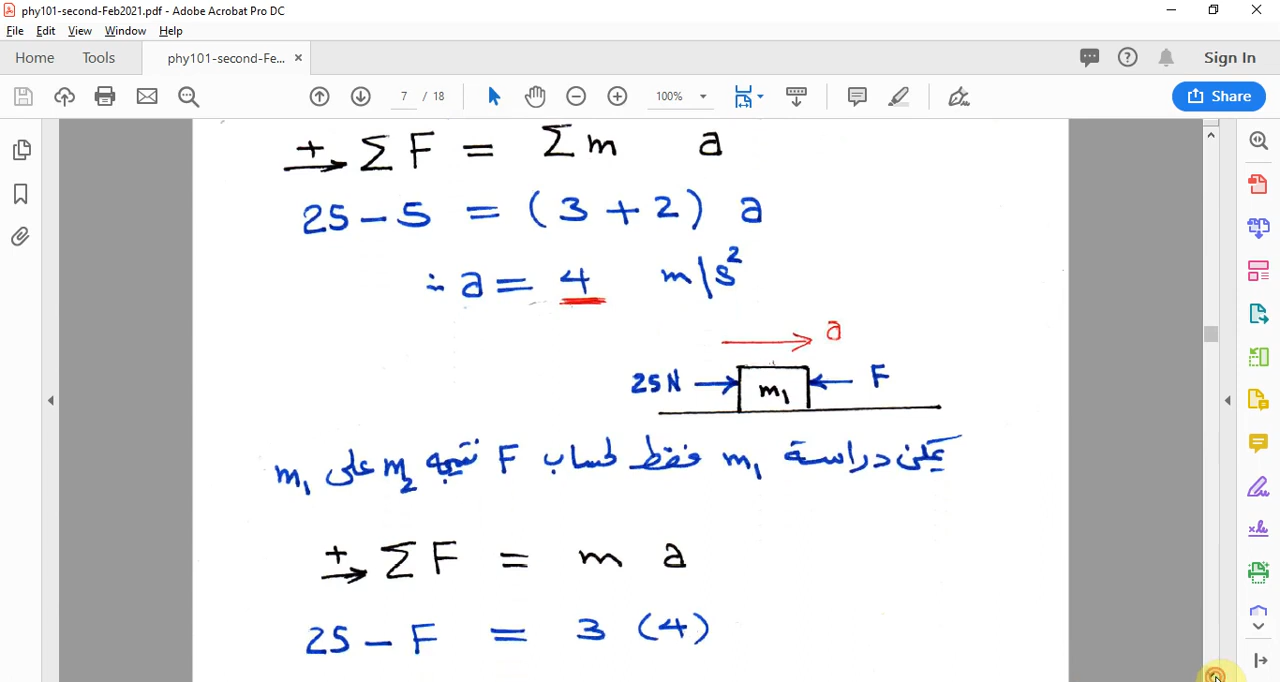 phy101-second-Feb2021.pdf - Adobe Acrobat Pro DC
File Edit View Window Help
Home Tools phy101-second-Fe... × Sign In
7 / 18 100% Share
+ ΣF = Σm a
25 - 5 = (3 + 2) a
∴ a = 4 m/s²
a
25N m₁ F
يمكن دراسة m₁ فقط لحساب F نتيجه m₂ على m₁
+ ΣF = m a
25 - F = 3 (4)